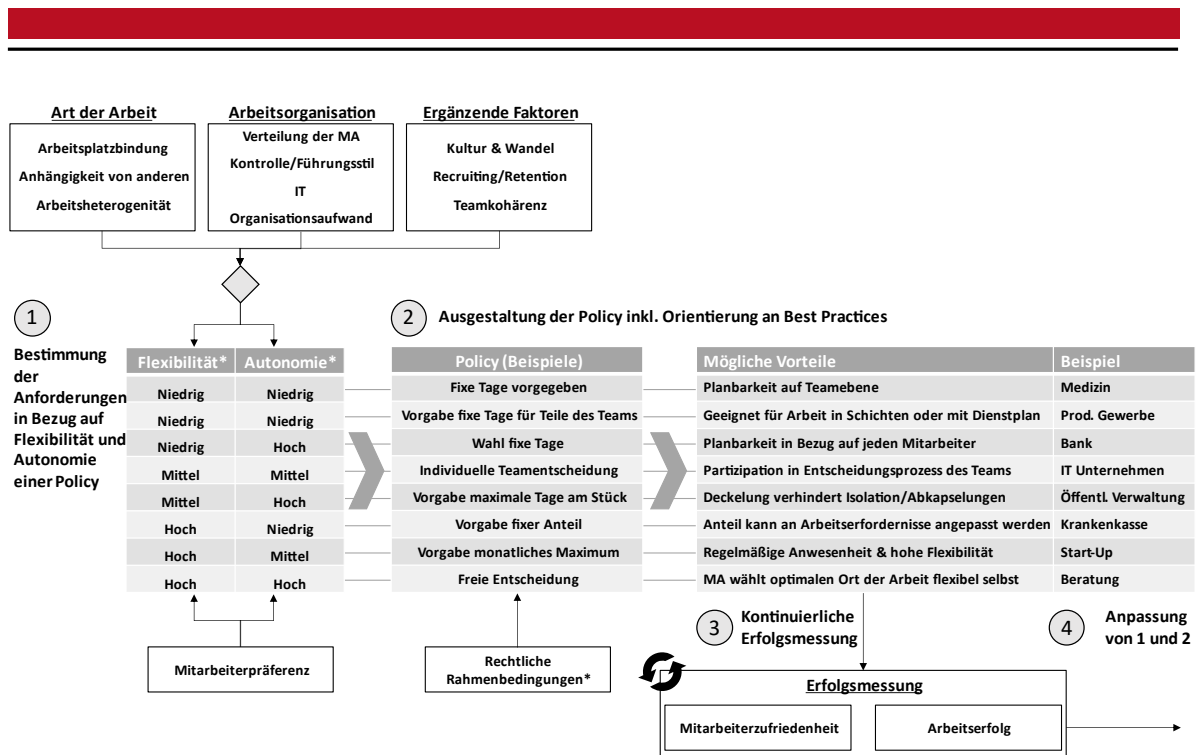 Art der Arbeit
Arbeitsplatzbindung
Anhängigkeit von anderen
Arbeitsheterogenität
Arbeitsorganisation
Verteilung der MA
Kontrolle/Führungsstil
IT
Organisationsaufwand
Ergänzende Faktoren
Kultur & Wandel
Recruiting/Retention
Teamkohärenz
1
Bestimmung
der
Anforderungen
in Bezug auf
Flexibilität und
Autonomie
einer Policy
2 Ausgestaltung der Policy inkl. Orientierung an Best Practices
Flexibilität* Autonomie* Policy (Beispiele) Mögliche Vorteile Beispiel
Niedrig Niedrig Fixe Tage vorgegeben Planbarkeit auf Teamebene Medizin
Niedrig Niedrig Vorgabe fixe Tage für Teile des Teams Geeignet für Arbeit in Schichten oder mit Dienstplan Prod. Gewerbe
Niedrig Hoch Wahl fixe Tage Planbarkeit in Bezug auf jeden Mitarbeiter Bank
Mittel Mittel Individuelle Teamentscheidung Partizipation in Entscheidungsprozess des Teams IT Unternehmen
Mittel Hoch Vorgabe maximale Tage am Stück Deckelung verhindert Isolation/Abkapselungen Öffentl. Verwaltung
Hoch Niedrig Vorgabe fixer Anteil Anteil kann an Arbeitserfordernisse angepasst werden Krankenkasse
Hoch Mittel Vorgabe monatliches Maximum Regelmäßige Anwesenheit & hohe Flexibilität Start-Up
Hoch Hoch Freie Entscheidung MA wählt optimalen Ort der Arbeit flexibel selbst Beratung
Mitarbeiterpräferenz
Rechtliche
Rahmenbedingungen*
3 Kontinuierliche
Erfolgsmessung
4 Anpassung
von 1 und 2
Erfolgsmessung
Mitarbeiterzufriedenheit
Arbeitserfolg